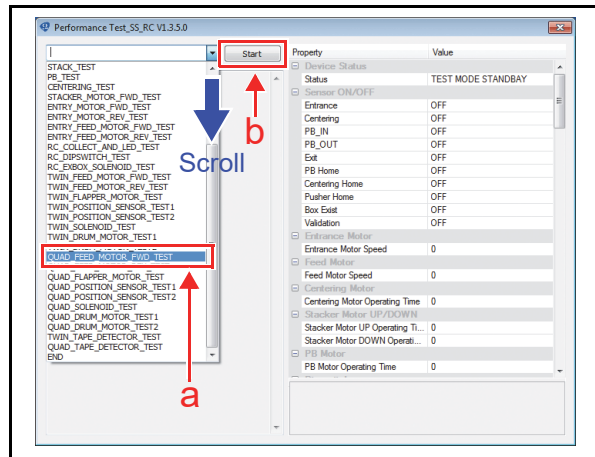 Performance Test_SS_RC V1.3.5.0
Start
STACK_TEST
PB_TEST
CENTERING_TEST
STACKER_MOTOR_FWD_TEST
ENTRY_MOTOR_FWD_TEST
ENTRY_MOTOR_REV_TEST
ENTRY_FEED_MOTOR_FWD_TEST
ENTRY_FEED_MOTOR_REV_TEST
RC_COLLECT_AND_LED_TEST
RC_DIPSWITCH_TEST
RC_EXBOX_SOLENOID_TEST
TWIN_FEED_MOTOR_FWD_TEST
TWIN_FEED_MOTOR_REV_TEST
TWIN_FLAPPER_MOTOR_TEST
TWIN_POSITION_SENSOR_TEST1
TWIN_POSITION_SENSOR_TEST2
TWIN_SOLENOID_TEST
TWIN_DRUM_MOTOR_TEST1
QUAD_FEED_MOTOR_FWD_TEST
QUAD_FLAPPER_MOTOR_TEST
QUAD_POSITION_SENSOR_TEST1
QUAD_POSITION_SENSOR_TEST2
QUAD_SOLENOID_TEST
QUAD_DRUM_MOTOR_TEST1
QUAD_DRUM_MOTOR_TEST2
TWIN_TAPE_DETECTOR_TEST
QUAD_TAPE_DETECTOR_TEST
END
Scroll
a
b
Property Value
Device Status
Status TEST MODE STANDBAY
Sensor ON/OFF
Entrance OFF
Centering OFF
PB_IN OFF
PB_OUT OFF
Exit OFF
PB Home OFF
Centering Home OFF
Pusher Home OFF
Box Exist OFF
Validation OFF
Entrance Motor
Entrance Motor Speed 0
Feed Motor
Feed Motor Speed 0
Centering Motor
Centering Motor Operating Time 0
Stacker Motor UP/DOWN
Stacker Motor UP Operating Ti... 0
Stacker Motor DOWN Operati... 0
PB Motor
PB Motor Operating Time 0